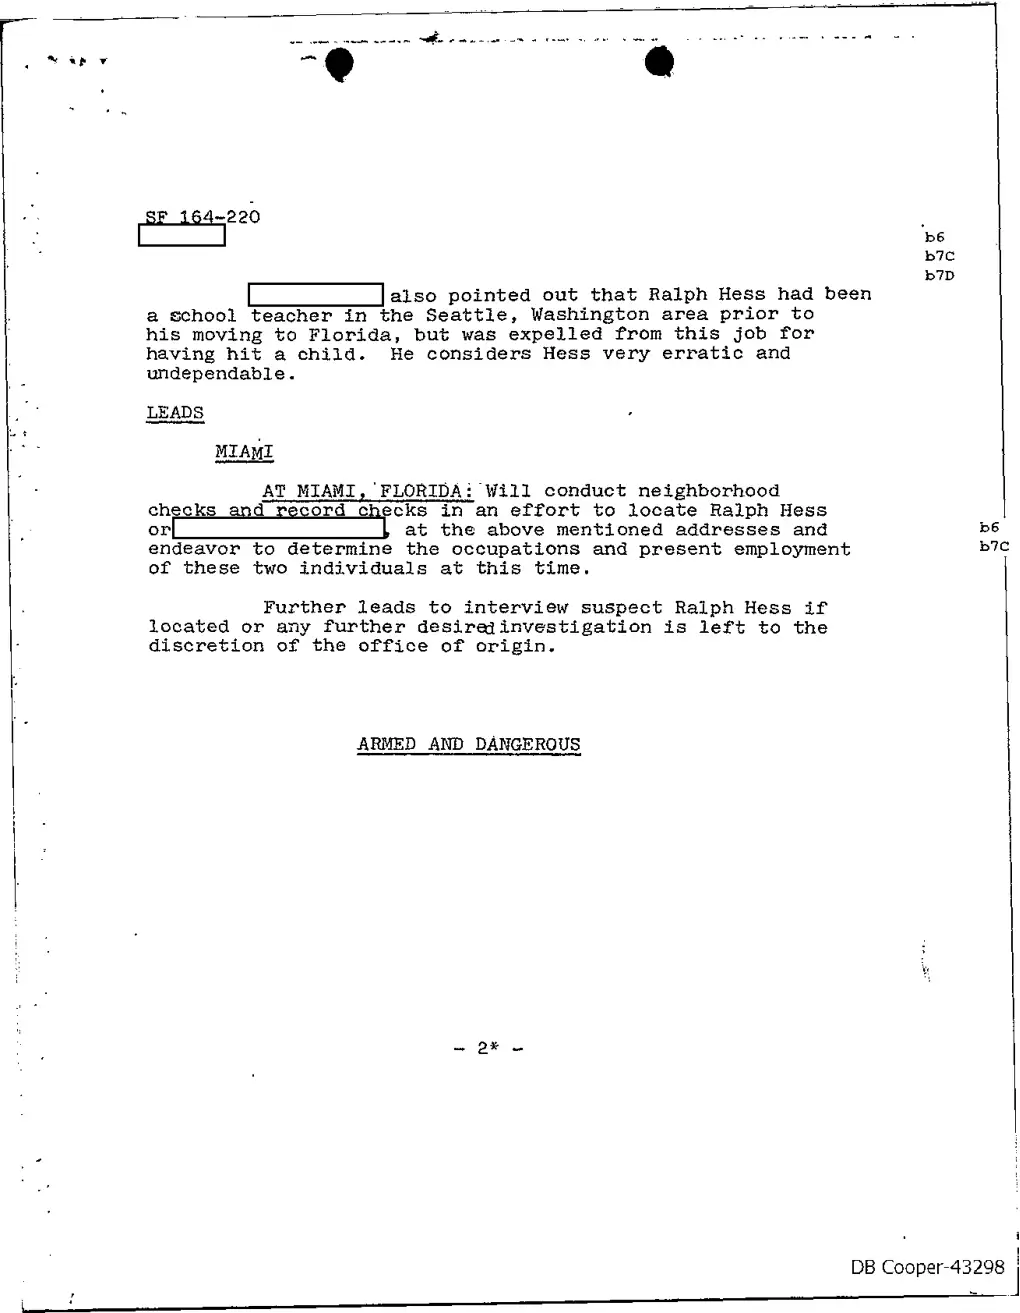 SF 164-220
b6
b7C
b7D
also pointed out that Ralph Hess had been
a school teacher in the Seattle, Washington area prior to
his moving to Florida, but was expelled from this job for
having hit a child. He considers Hess very erratic and
undependable.
LEADS
MIAMI
AT MIAMI, FLORIDA: Will conduct neighborhood
checks and record checks in an effort to locate Ralph Hess
or , at the above mentioned addresses and
b6
endeavor to determine the occupations and present employment
b7C
of these two individuals at this time.
Further leads to interview suspect Ralph Hess if
located or any further desired investigation is left to the
discretion of the office of origin.
ARMED AND DANGEROUS
- 2* -
DB Cooper-43298